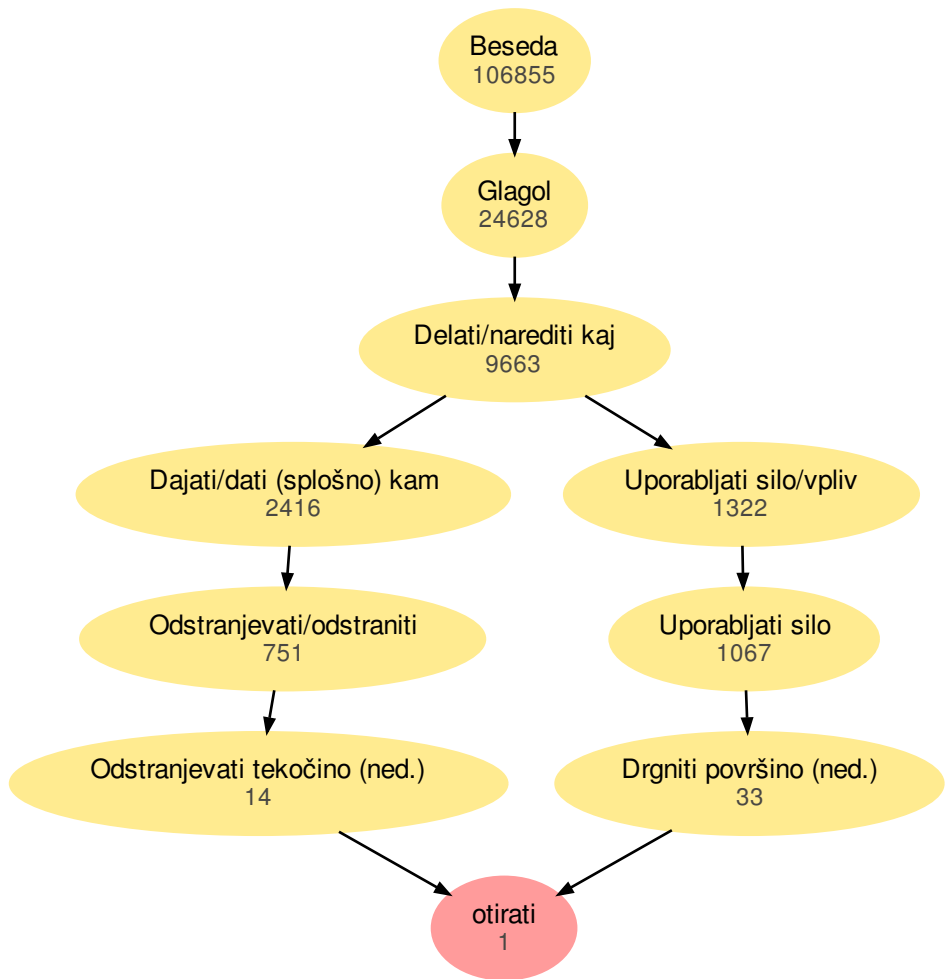 Beseda
106855
Glagol
24628
Delati/narediti kaj
9663
Dajati/dati (splošno) kam
2416
Uporabljati silo/vpliv
1322
Odstranjevati/odstraniti
751
Uporabljati silo
1067
Odstranjevati tekočino (ned.)
14
Drgniti površino (ned.)
33
otirati
1